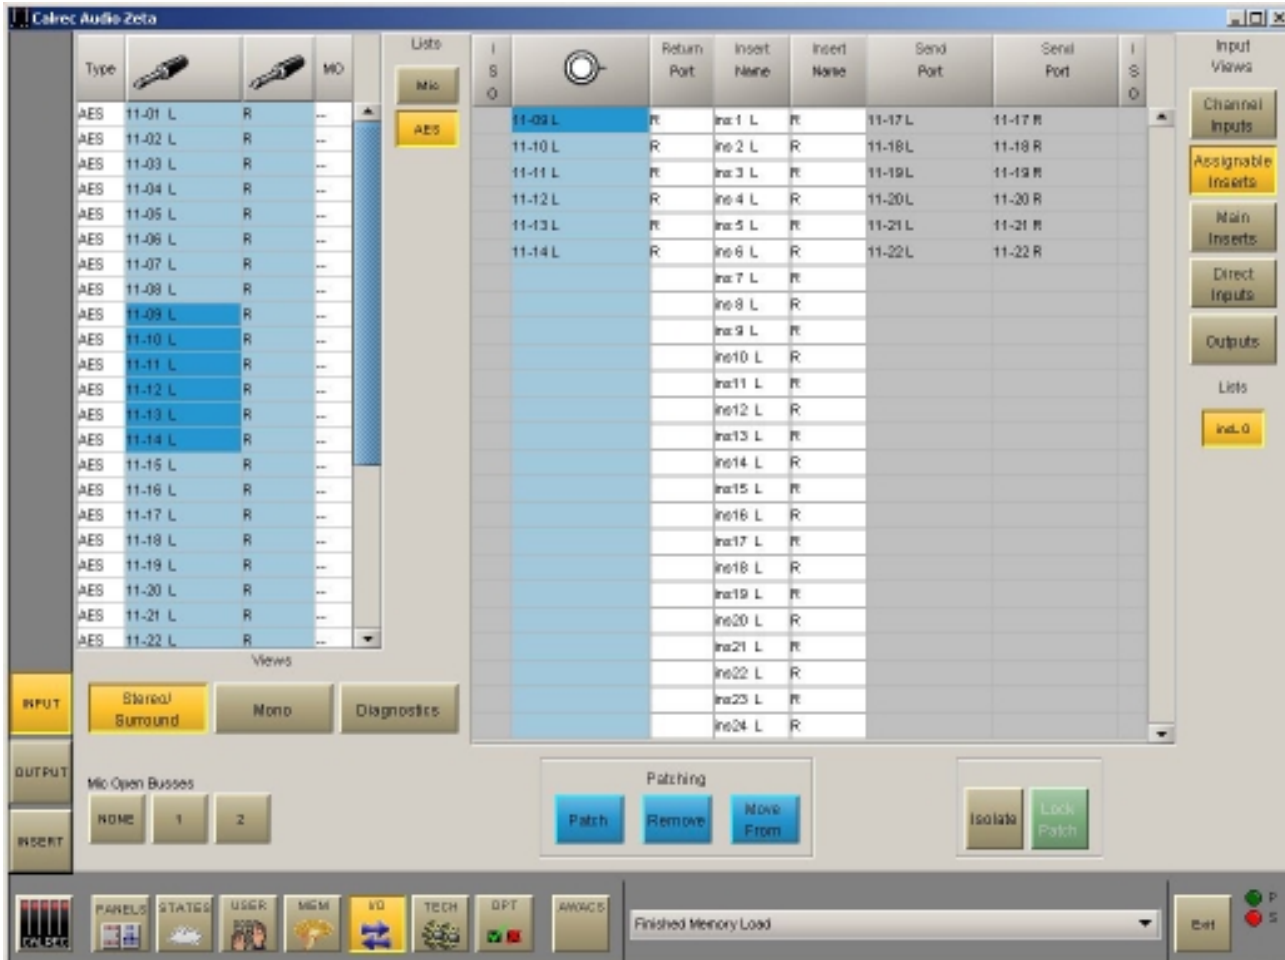 Calrec Audio Zeta
Type MO
AES 11-01 L R --
AES 11-02 L R --
AES 11-03 L R --
AES 11-04 L R --
AES 11-05 L R --
AES 11-06 L R --
AES 11-07 L R --
AES 11-08 L R --
AES 11-09 L R --
AES 11-10 L R --
AES 11-11 L R --
AES 11-12 L R --
AES 11-13 L R --
AES 11-14 L R --
AES 11-15 L R --
AES 11-16 L R --
AES 11-17 L R --
AES 11-18 L R --
AES 11-19 L R --
AES 11-20 L R --
AES 11-21 L R --
AES 11-22 L R --
Lists
Mic
AES
ISO Return Port Insert Name Insert Name Send Port Send Port ISO
11-09 L R ins 1 L R 11-17 L 11-17 R
11-10 L R ins 2 L R 11-18 L 11-18 R
11-11 L R ins 3 L R 11-19 L 11-19 R
11-12 L R ins 4 L R 11-20 L 11-20 R
11-13 L R ins 5 L R 11-21 L 11-21 R
11-14 L R ins 6 L R 11-22 L 11-22 R
ins 7 L R
ins 8 L R
ins 9 L R
ins10 L R
ins11 L R
ins12 L R
ins13 L R
ins14 L R
ins15 L R
ins16 L R
ins17 L R
ins18 L R
ins19 L R
ins20 L R
ins21 L R
ins22 L R
ins23 L R
ins24 L R
Input
Views
Channel
Inputs
Assignable
Inserts
Main
Inserts
Direct
Inputs
Outputs
Lists
Views
Stereo/
Surround
Mono
Diagnostics
INPUT
OUTPUT
INSERT
Mic Open Busses
NONE 1 2
Patching
Patch
Remove
Move
From
Isolate
Lock
Patch
CALREC
PANELS STATES USER MEM I/O TECH OPT AWACS
Finished Memory Load
Exit
P
S